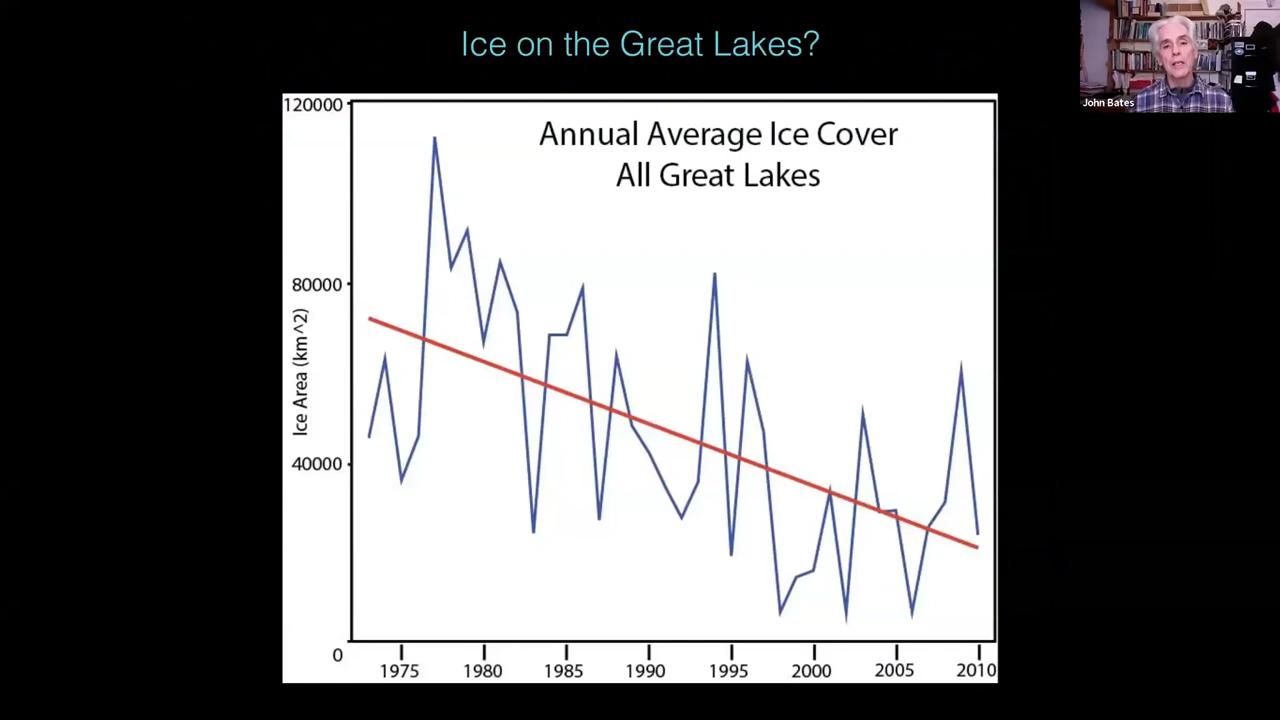 Ice on the Great Lakes?
John Bates
Annual Average Ice Cover
All Great Lakes
Ice Area (km^2)
120000
80000
40000
0
1975 1980 1985 1990 1995 2000 2005 2010